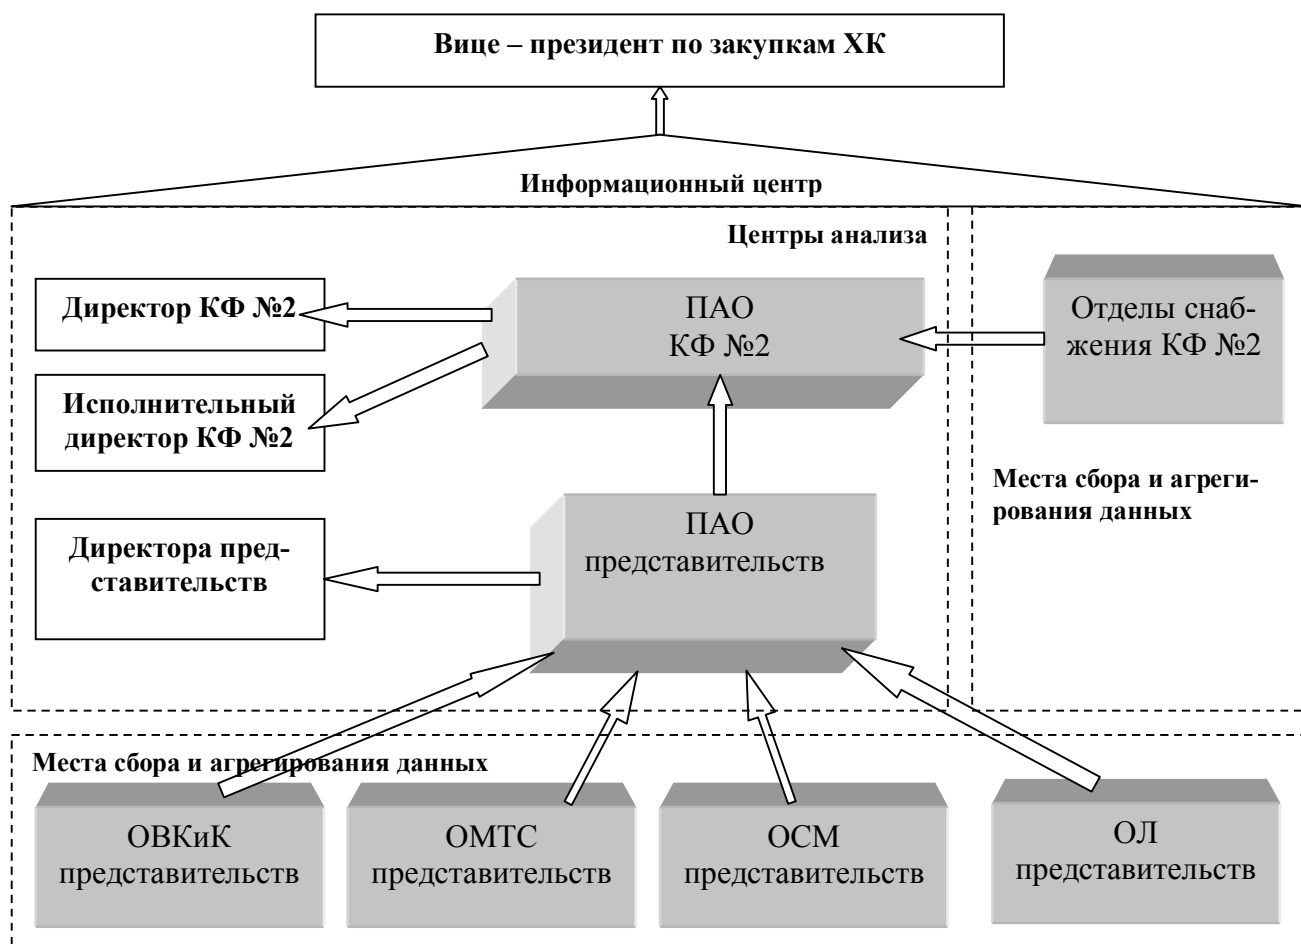 Вице – президент по закупкам ХК
Информационный центр
Центры анализа
Директор КФ №2
ПАО
КФ №2
Отделы снаб-
жения КФ №2
Исполнительный
директор КФ №2
Места сбора и агреги-
рования данных
Директора пред-
ставительств
ПАО
представительств
Места сбора и агрегирования данных
ОВКиК
представительств
ОМТС
представительств
ОСМ
представительств
ОЛ
представительств